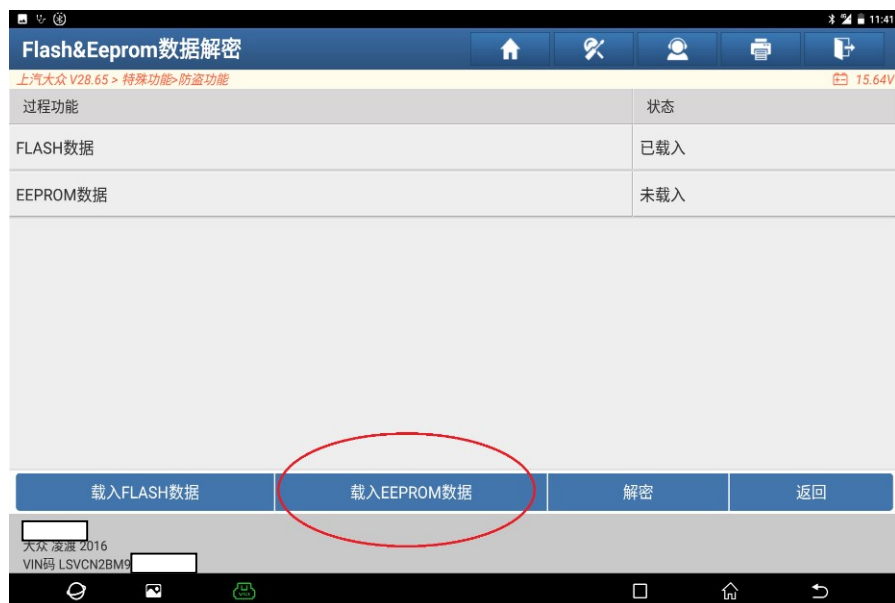 11:41
Flash&Eeprom数据解密
上汽大众 V28.65 > 特殊功能>防盗功能 15.64V
过程功能 状态
FLASH数据 已载入
EEPROM数据 未载入
载入FLASH数据 载入EEPROM数据 解密 返回
大众 凌渡 2016
VIN码 LSVCN2BM9